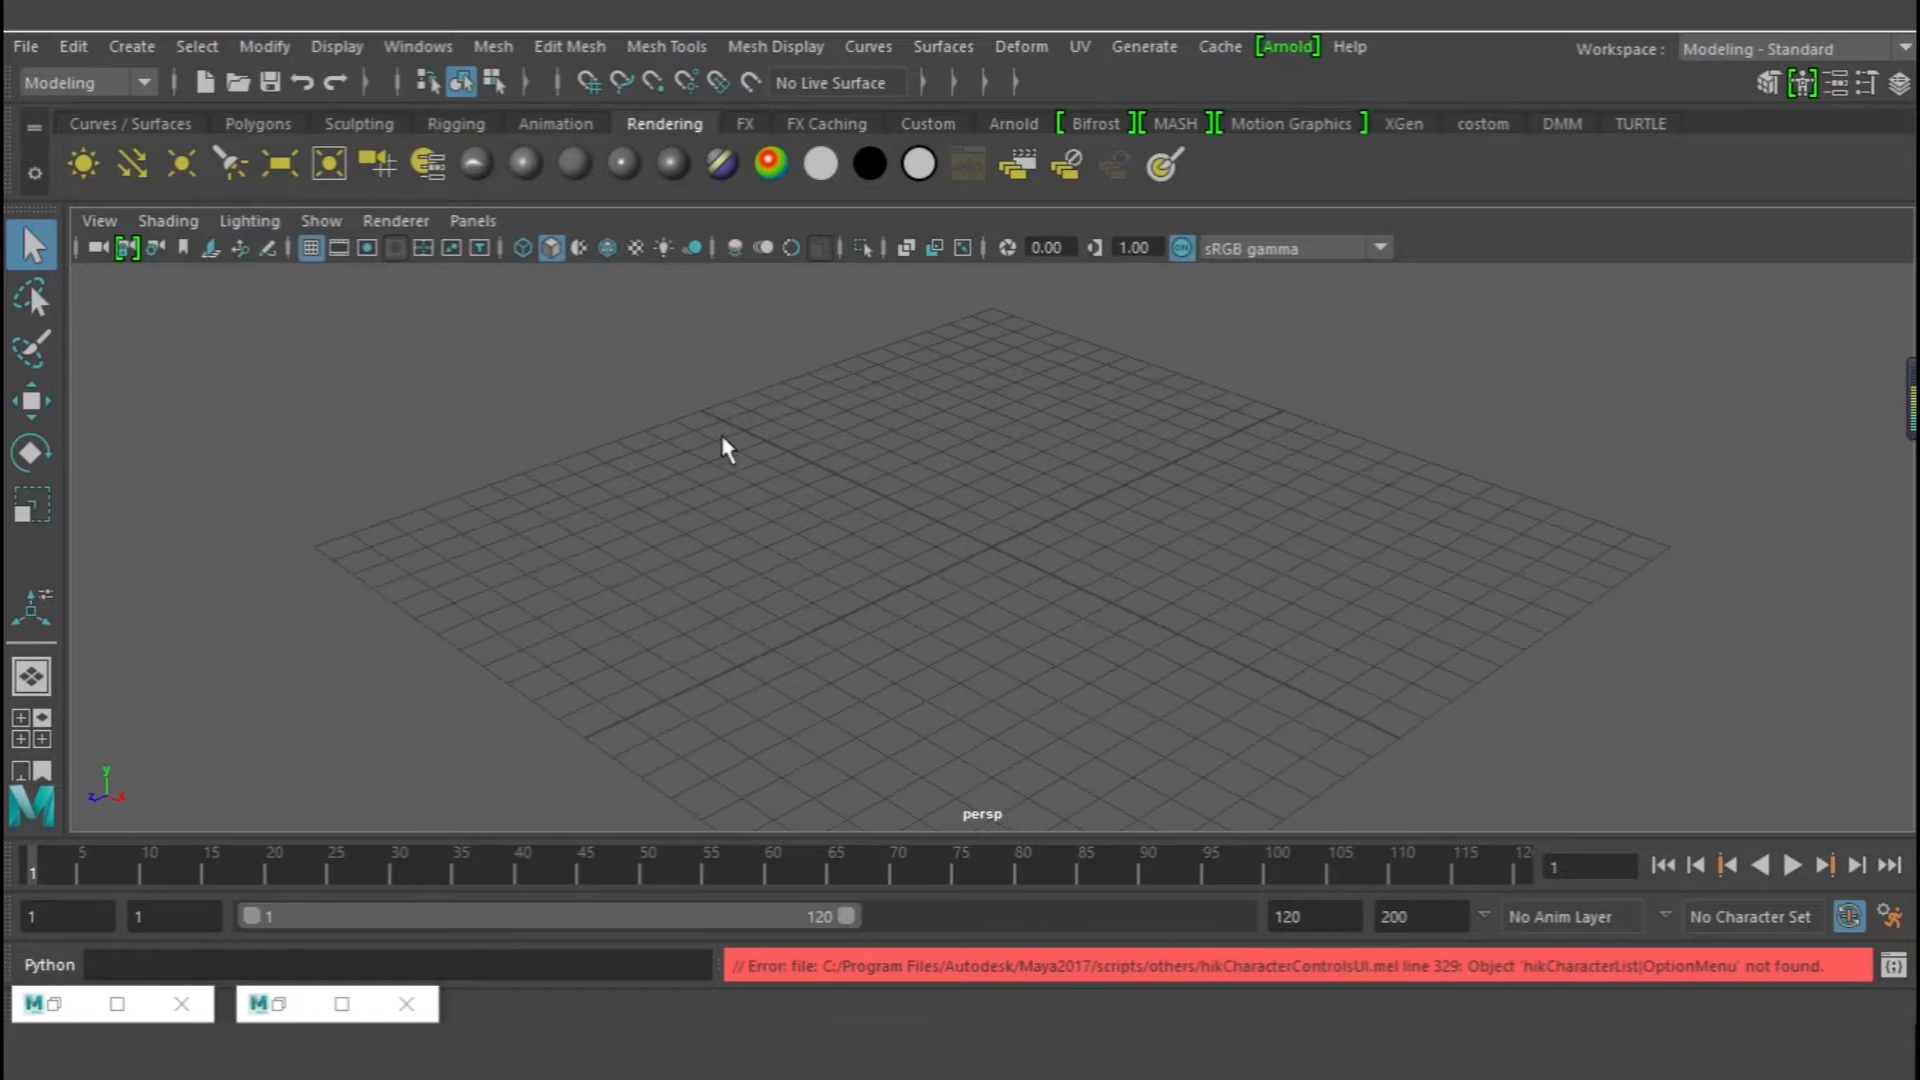 File Edit Create Select Modify Display Windows Mesh Edit Mesh Mesh Tools Mesh Display Curves Surfaces Deform UV Generate Cache [Arnold] Help Workspace : Modeling - Standard
Modeling No Live Surface
Curves / Surfaces Polygons Sculpting Rigging Animation Rendering FX FX Caching Custom Arnold [ Bifrost ][ MASH ][ Motion Graphics ] XGen costom DMM TURTLE
View Shading Lighting Show Renderer Panels
0.00 1.00 ON sRGB gamma
y
z x
persp
5 10 15 20 25 30 35 40 45 50 55 60 65 70 75 80 85 90 95 100 105 110 115 12
1 1
1 1 1 120 120 200 No Anim Layer No Character Set
Python // Error: file: C:/Program Files/Autodesk/Maya2017/scripts/others/hikCharacterControlsUI.mel line 329: Object 'hikCharacterList|OptionMenu' not found.
M M